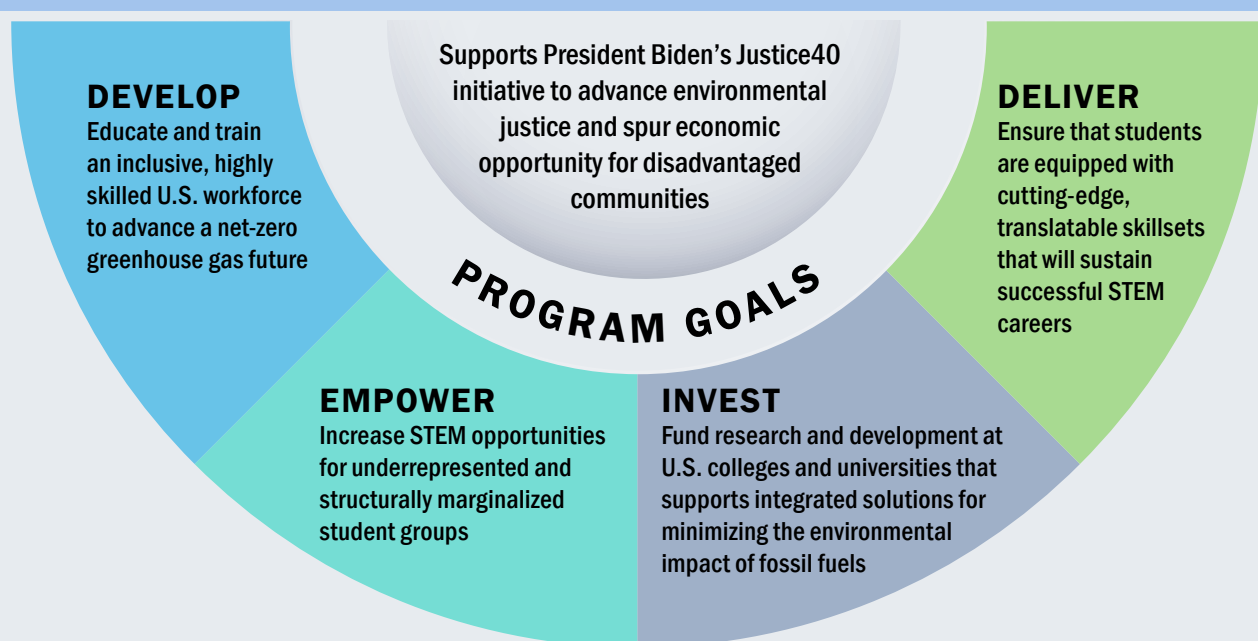 Supports President Biden's Justice40
initiative to advance environmental
justice and spur economic
opportunity for disadvantaged
communities
PROGRAM GOALS
DEVELOP
Educate and train
an inclusive, highly
skilled U.S. workforce
to advance a net-zero
greenhouse gas future
EMPOWER
Increase STEM opportunities
for underrepresented and
structurally marginalized
student groups
INVEST
Fund research and development at
U.S. colleges and universities that
supports integrated solutions for
minimizing the environmental
impact of fossil fuels
DELIVER
Ensure that students
are equipped with
cutting-edge,
translatable skillsets
that will sustain
successful STEM
careers